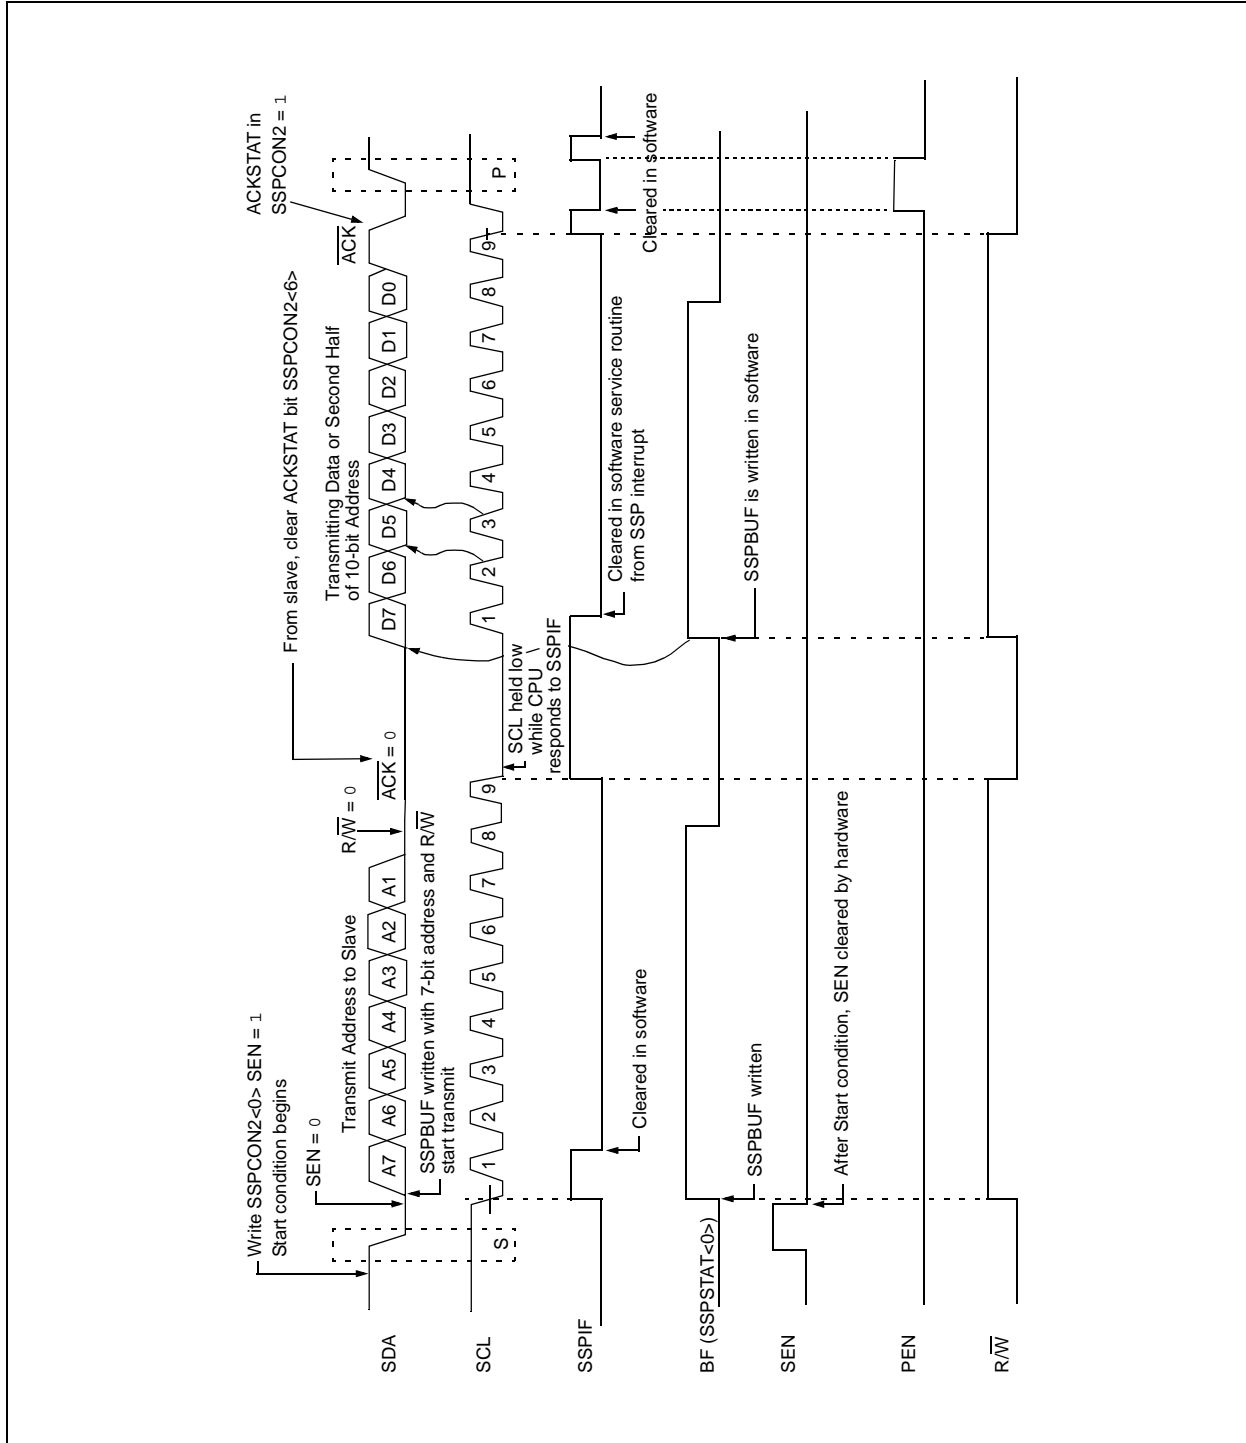 Write SSPCON2<0> SEN = 1
Start condition begins
From slave, clear ACKSTAT bit SSPCON2<6>
ACKSTAT in
SSPCON2 = 1
SEN = 0
Transmit Address to Slave
R/W = 0
ACK = 0
Transmitting Data or Second Half
of 10-bit Address
ACK
SDA
A7 A6 A5 A4 A3 A2 A1
D7 D6 D5 D4 D3 D2 D1 D0
SSPBUF written with 7-bit address and R/W
start transmit
SCL
S
1 2 3 4 5 6 7 8 9
1 2 3 4 5 6 7 8 9
P
SCL held low
while CPU
responds to SSPIF
SSPIF
Cleared in software
Cleared in software service routine
from SSP interrupt
Cleared in software
BF (SSPSTAT<0>)
SSPBUF written
SSPBUF is written in software
SEN
After Start condition, SEN cleared by hardware
PEN
R/W